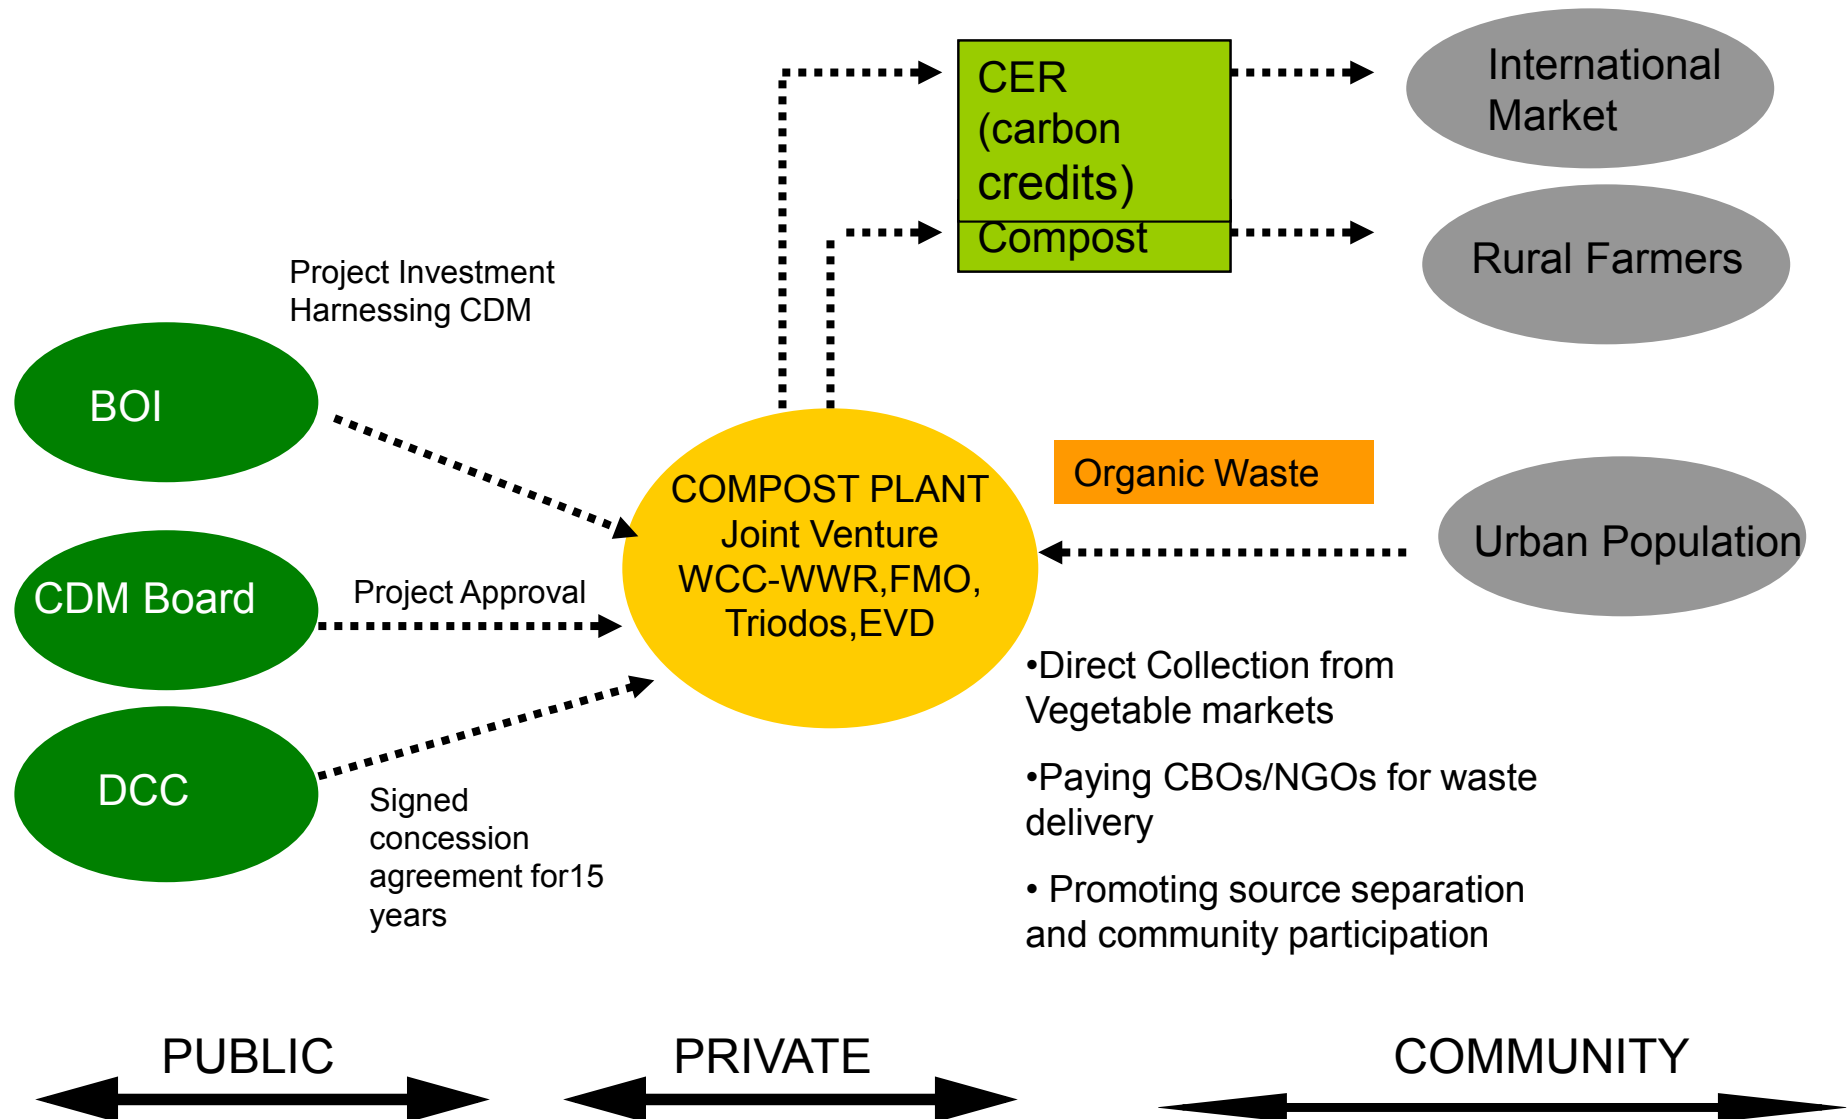 CER
(carbon
credits)
Compost
International
Market
Rural Farmers
Project Investment
Harnessing CDM
BOI
CDM Board
Project Approval
DCC
Signed
concession
agreement for15
years
COMPOST PLANT
Joint Venture
WCC-WWR,FMO,
Triodos,EVD
Organic Waste
Urban Population
•Direct Collection from
Vegetable markets
•Paying CBOs/NGOs for waste
delivery
• Promoting source separation
and community participation
PUBLIC
PRIVATE
COMMUNITY